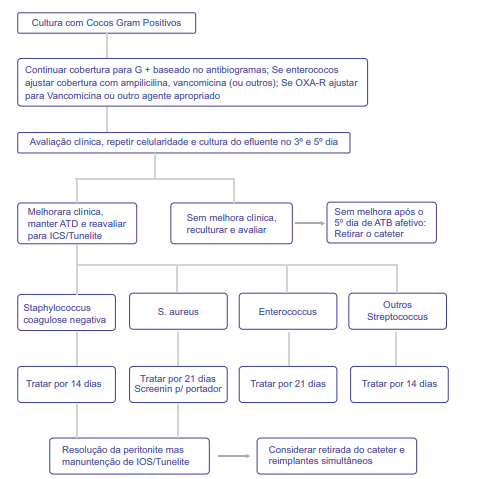 Cultura com Cocos Gram Positivos
Continuar cobertura para G + baseado no antibiogramas; Se enterococos
ajustar cobertura com ampilicilina, vancomicina (ou outros); Se OXA-R ajustar
para Vancomicina ou outro agente apropriado
Avaliação clínica, repetir celularidade e cultura do efluente no 3º e 5º dia
Melhorara clínica,
manter ATD e reavaliar
para ICS/Tunelite
Sem melhora clínica,
reculturar e avaliar
Sem melhora após o
5º dia de ATB afetivo:
Retirar o cateter
Staphylococcus
coagulose negativa
S. aureus
Enterococcus
Outros
Streptococcus
Tratar por 14 dias
Tratar por 21 dias
Screenin p/ portador
Tratar por 21 dias
Tratar por 14 dias
Resolução da peritonite mas
manuntenção de IOS/Tunelite
Considerar retirada do cateter e
reimplantes simultâneos